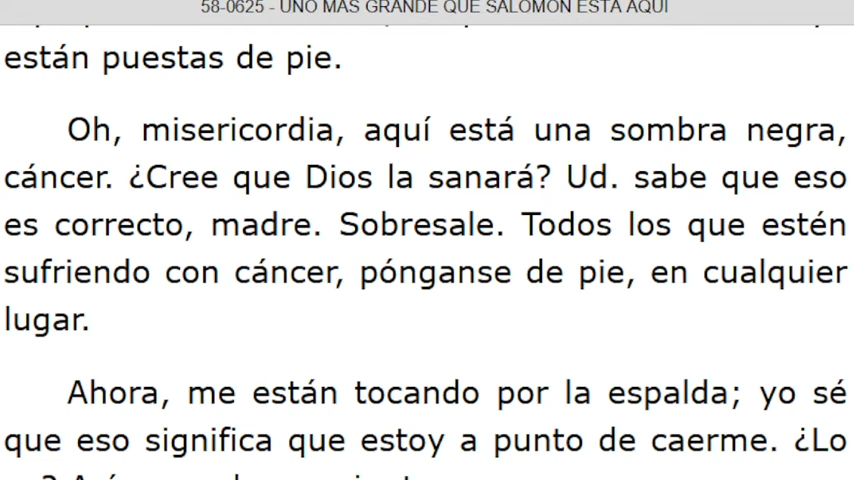 58-0625 - UNO MAS GRANDE QUE SALOMON ESTA AQUI
están puestas de pie.
Oh, misericordia, aquí está una sombra negra,
cáncer. ¿Cree que Dios la sanará? Ud. sabe que eso
es correcto, madre. Sobresale. Todos los que estén
sufriendo con cáncer, pónganse de pie, en cualquier
lugar.
Ahora, me están tocando por la espalda; yo sé
que eso significa que estoy a punto de caerme. ¿Lo